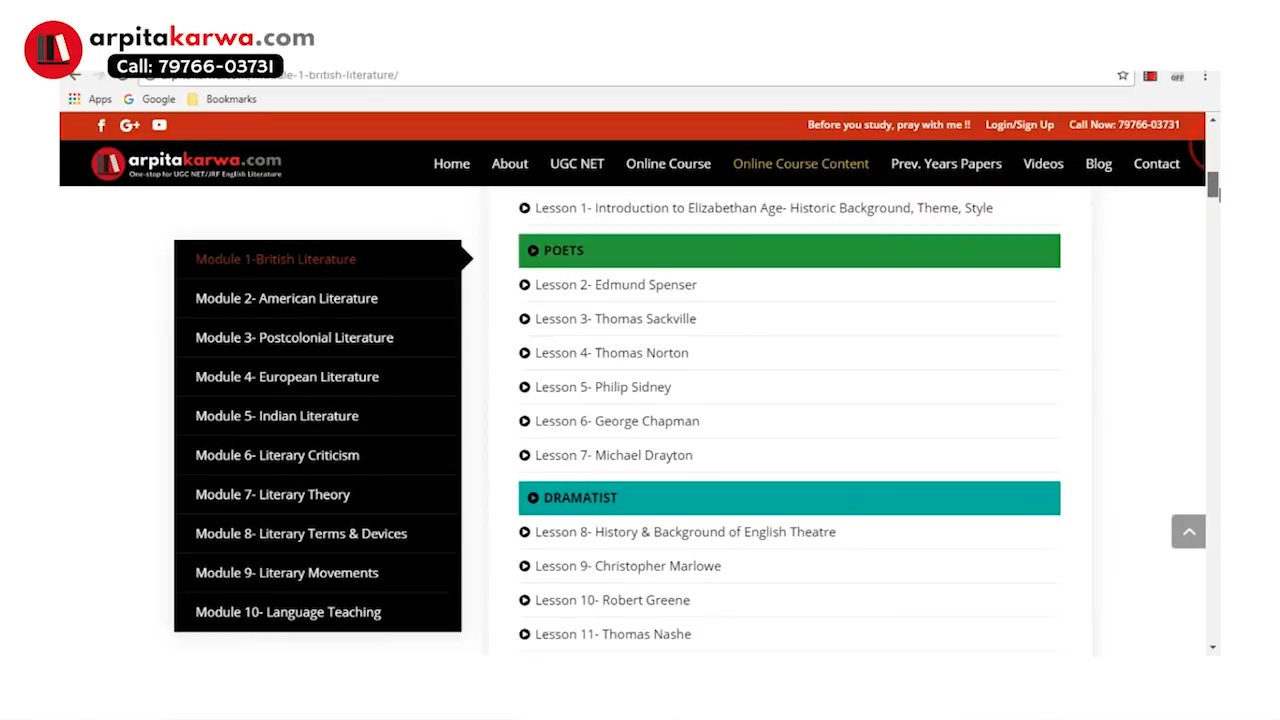 arpitakarwa.com
Call: 79766-03731
le-1-british-literature/
Apps Google Bookmarks
OFF
Before you study, pray with me !! Login/Sign Up Call Now: 79766-03731
arpitakarwa.com
One-stop for UGC NET/JRF English Literature
Home About UGC NET Online Course Online Course Content Prev. Years Papers Videos Blog Contact
Module 1-British Literature
Module 2- American Literature
Module 3- Postcolonial Literature
Module 4- European Literature
Module 5- Indian Literature
Module 6- Literary Criticism
Module 7- Literary Theory
Module 8- Literary Terms & Devices
Module 9- Literary Movements
Module 10- Language Teaching
Lesson 1- Introduction to Elizabethan Age- Historic Background, Theme, Style
POETS
Lesson 2- Edmund Spenser
Lesson 3- Thomas Sackville
Lesson 4- Thomas Norton
Lesson 5- Philip Sidney
Lesson 6- George Chapman
Lesson 7- Michael Drayton
DRAMATIST
Lesson 8- History & Background of English Theatre
Lesson 9- Christopher Marlowe
Lesson 10- Robert Greene
Lesson 11- Thomas Nashe